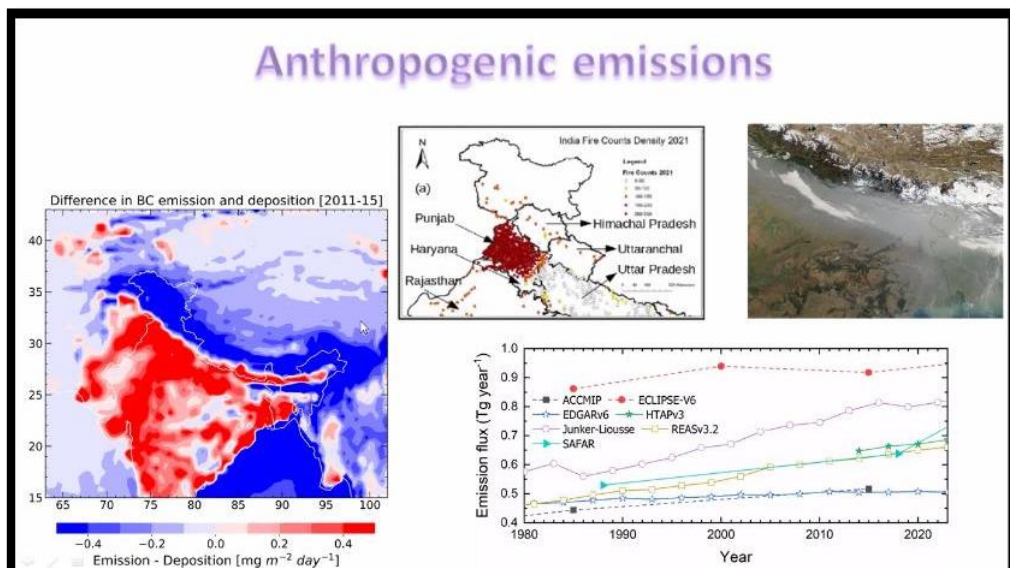 Anthropogenic emissions
Difference in BC emission and deposition [2011-15]
40
35
30
25
20
15
65 70 75 80 85 90 95 100
−0.4 −0.2 0.0 0.2 0.4
Emission - Deposition [mg m⁻² day⁻¹]
India Fire Counts Density 2021
N
(a)
Legend
Fire Counts 2021
Punjab
Haryana
Rajasthan
Himachal Pradesh
Uttaranchal
Uttar Pradesh
Emission flux (Tg year⁻¹)
1.0
0.9
0.8
0.7
0.6
0.5
0.4
ACCMIP ECLIPSE-V6
EDGARv6 HTAPv3
Junker-Liousse REASv3.2
SAFAR
1980 1990 2000 2010 2020
Year